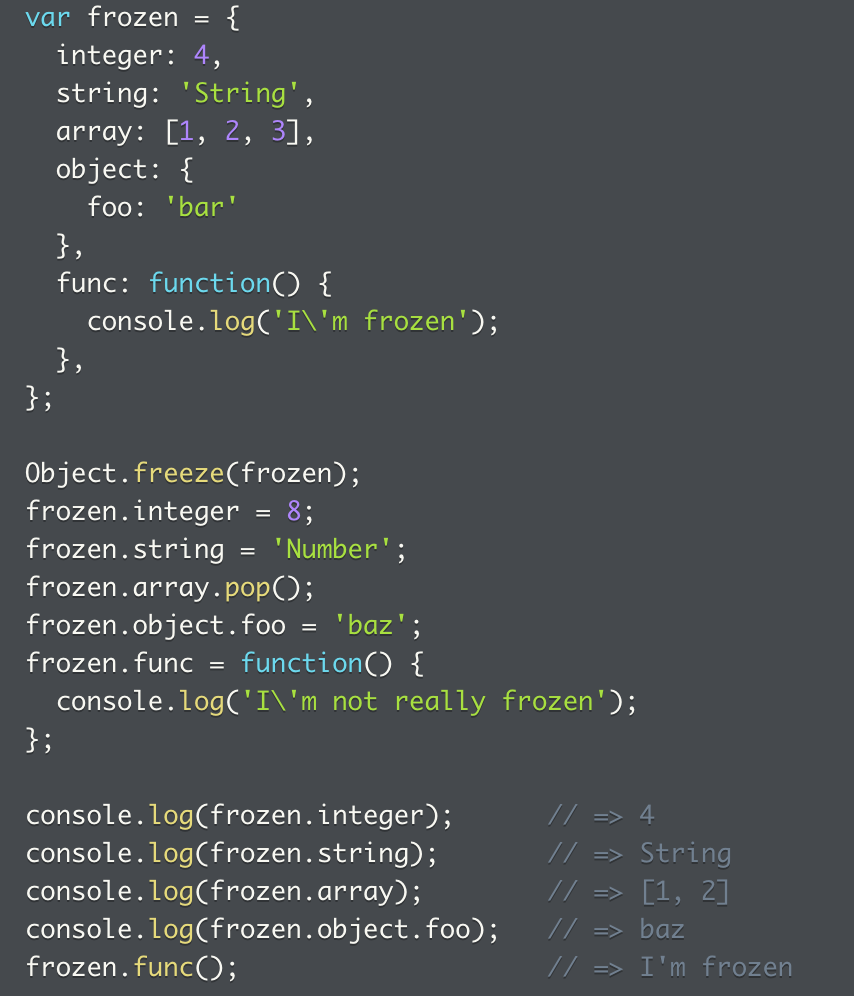 var frozen = {
  integer: 4,
  string: 'String',
  array: [1, 2, 3],
  object: {
    foo: 'bar'
  },
  func: function() {
    console.log('I\'m frozen');
  },
};

Object.freeze(frozen);
frozen.integer = 8;
frozen.string = 'Number';
frozen.array.pop();
frozen.object.foo = 'baz';
frozen.func = function() {
  console.log('I\'m not really frozen');
};

console.log(frozen.integer);      // => 4
console.log(frozen.string);       // => String
console.log(frozen.array);        // => [1, 2]
console.log(frozen.object.foo);   // => baz
frozen.func();                    // => I'm frozen